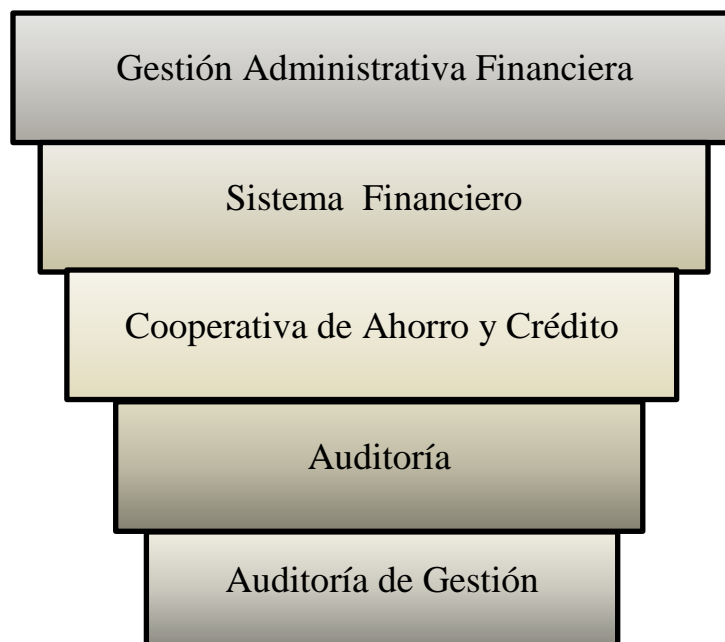 Gestión Administrativa Financiera
Sistema Financiero
Cooperativa de Ahorro y Crédito
Auditoría
Auditoría de Gestión